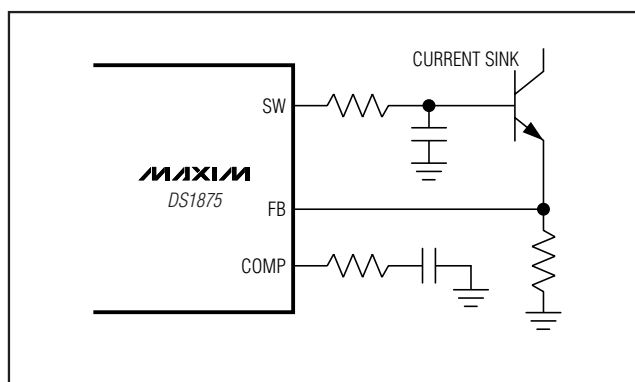 CURRENT SINK
SW
MAXIM
DS1875
FB
COMP